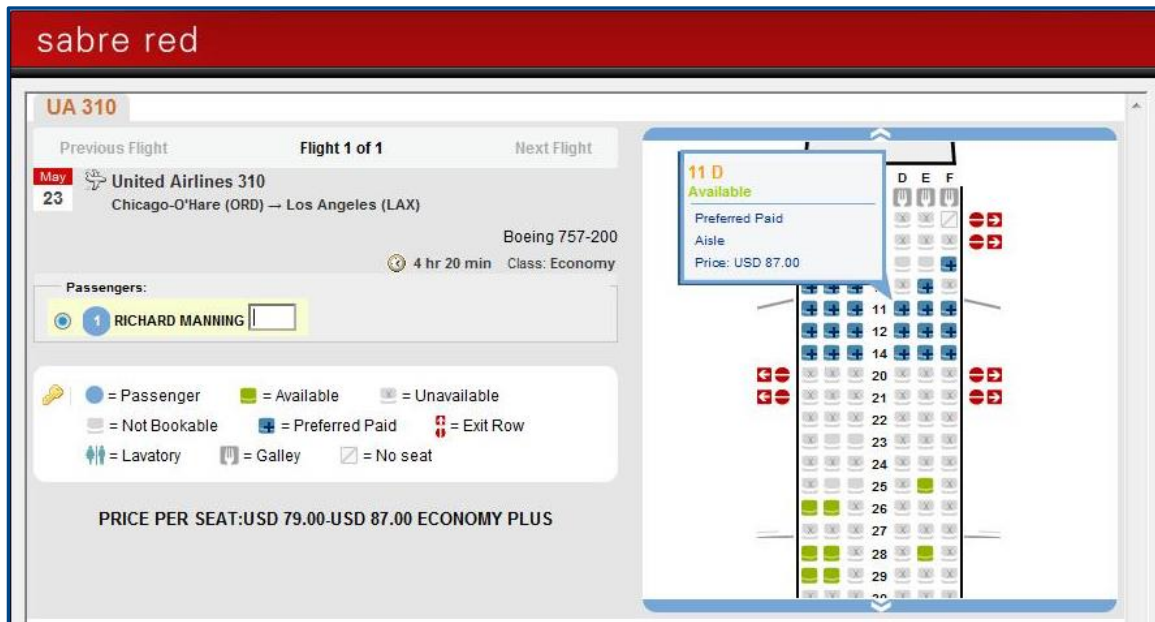 sabre red
UA 310
Previous Flight Flight 1 of 1 Next Flight
May
23
United Airlines 310
Chicago-O'Hare (ORD) → Los Angeles (LAX)
Boeing 757-200
4 hr 20 min Class: Economy
Passengers:
1 RICHARD MANNING
= Passenger = Available = Unavailable
= Not Bookable = Preferred Paid = Exit Row
= Lavatory = Galley = No seat
PRICE PER SEAT:USD 79.00-USD 87.00 ECONOMY PLUS
11 D
Available
Preferred Paid
Aisle
Price: USD 87.00
D E F
11
12
14
20
21
22
23
24
25
26
27
28
29